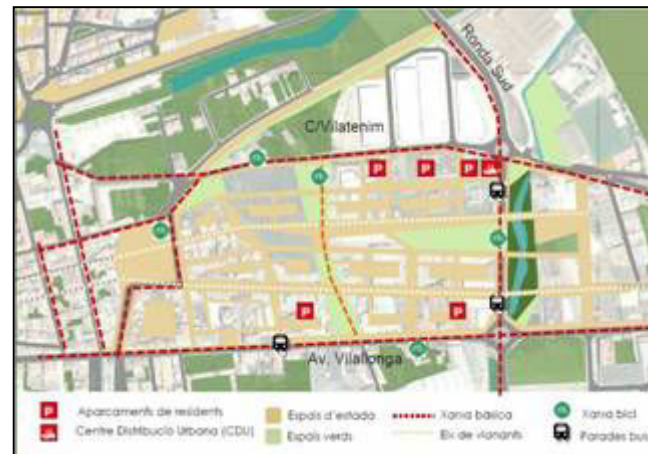 Ronda Sud
C/Vilatenim
P
P
P
P
P
Av. Vilallonga
P Aparcaments de residents
Espais d'estada
Xarxa bàsica
Xarxa bici
Centre Distribució Urbana (CDU)
Espais verds
Eix de vianants
Parades bus